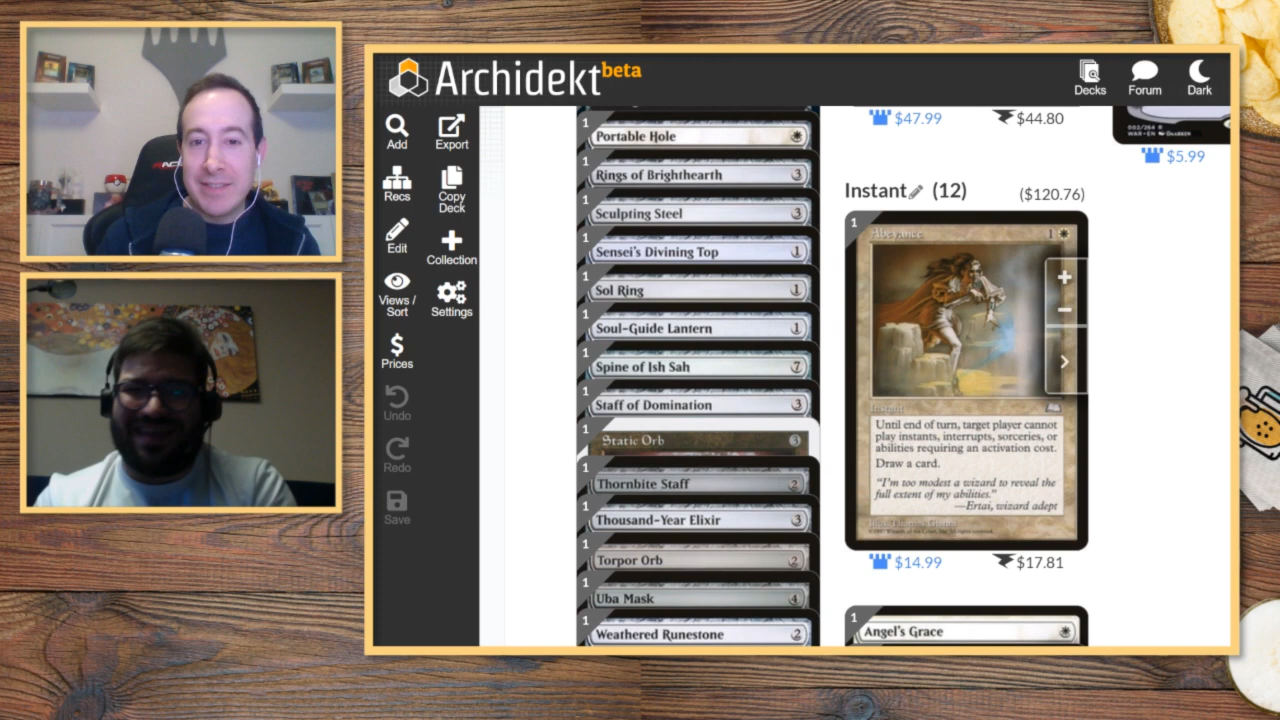 Archidekt beta
Decks
Forum
Dark
Add
Export
Recs
Copy
Deck
Edit
Collection
Views /
Sort
Settings
Prices
Undo
Redo
Save
1
Portable Hole
1
Rings of Brighthearth 3
1
Sculpting Steel 3
1
Sensei's Divining Top 1
1
Sol Ring 1
1
Soul-Guide Lantern 1
1
Spine of Ish Sah 7
1
Staff of Domination 3
1
Static Orb 3
1
Thornbite Staff 2
1
Thousand-Year Elixir 3
1
Torpor Orb 2
1
Uba Mask 4
1
Weathered Runestone 2
$47.99 $44.80
$5.99
Instant (12) ($120.76)
1
Abeyance 1
Instant
Until end of turn, target player cannot
play instants, interrupts, sorceries, or
abilities requiring an activation cost.
Draw a card.
"I'm too modest a wizard to reveal the
full extent of my abilities."
—Ertai, wizard adept
$14.99 $17.81
1
Angel's Grace